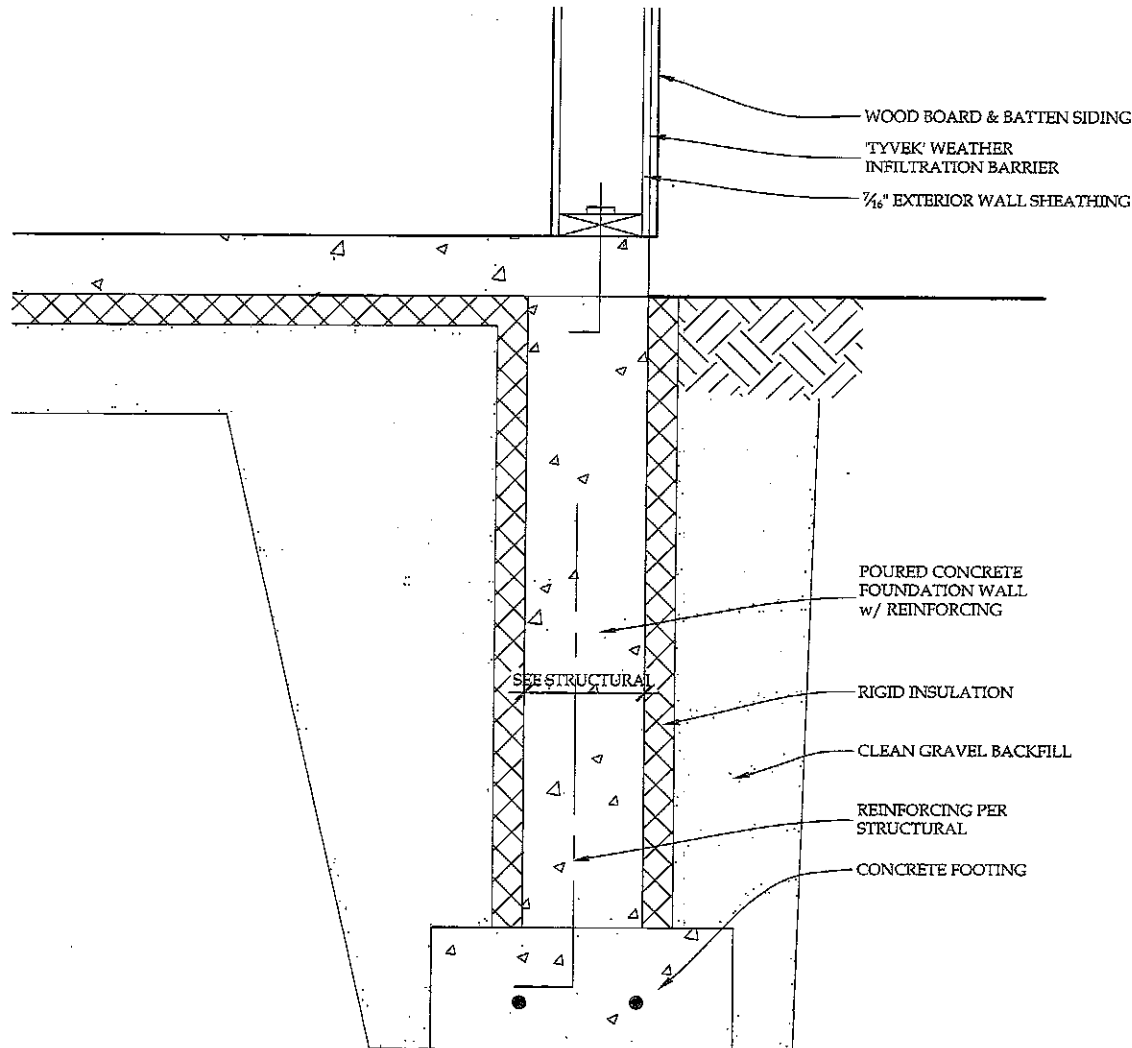 WOOD BOARD & BATTEN SIDING
'TYVEK' WEATHER
INFILTRATION BARRIER
7/16" EXTERIOR WALL SHEATHING
POURED CONCRETE
FOUNDATION WALL
w/ REINFORCING
SEE STRUCTURAL
RIGID INSULATION
CLEAN GRAVEL BACKFILL
REINFORCING PER
STRUCTURAL
CONCRETE FOOTING